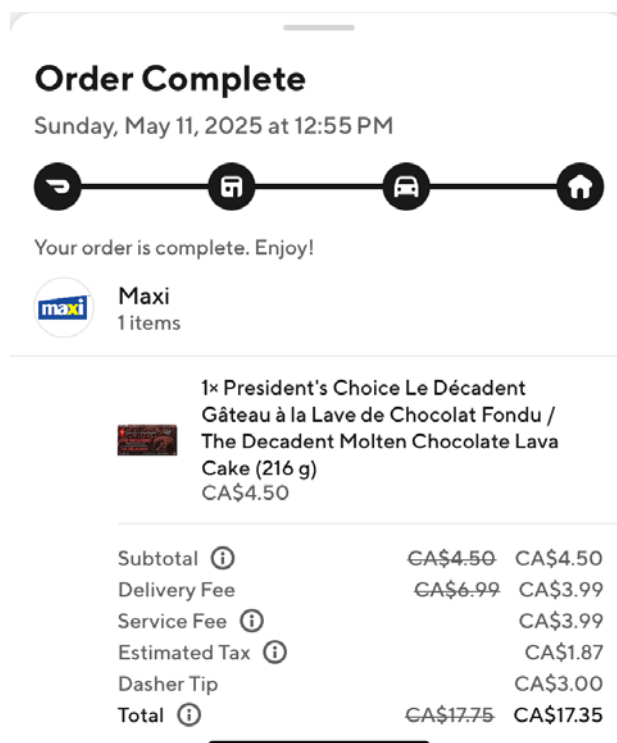 Order Complete
Sunday, May 11, 2025 at 12:55 PM
Your order is complete. Enjoy!
maxi
Maxi
1 items
1× President's Choice Le Décadent
Gâteau à la Lave de Chocolat Fondu /
The Decadent Molten Chocolate Lava
Cake (216 g)
CA$4.50
Subtotal CA$4.50 CA$4.50
Delivery Fee CA$6.99 CA$3.99
Service Fee CA$3.99
Estimated Tax CA$1.87
Dasher Tip CA$3.00
Total CA$17.75 CA$17.35